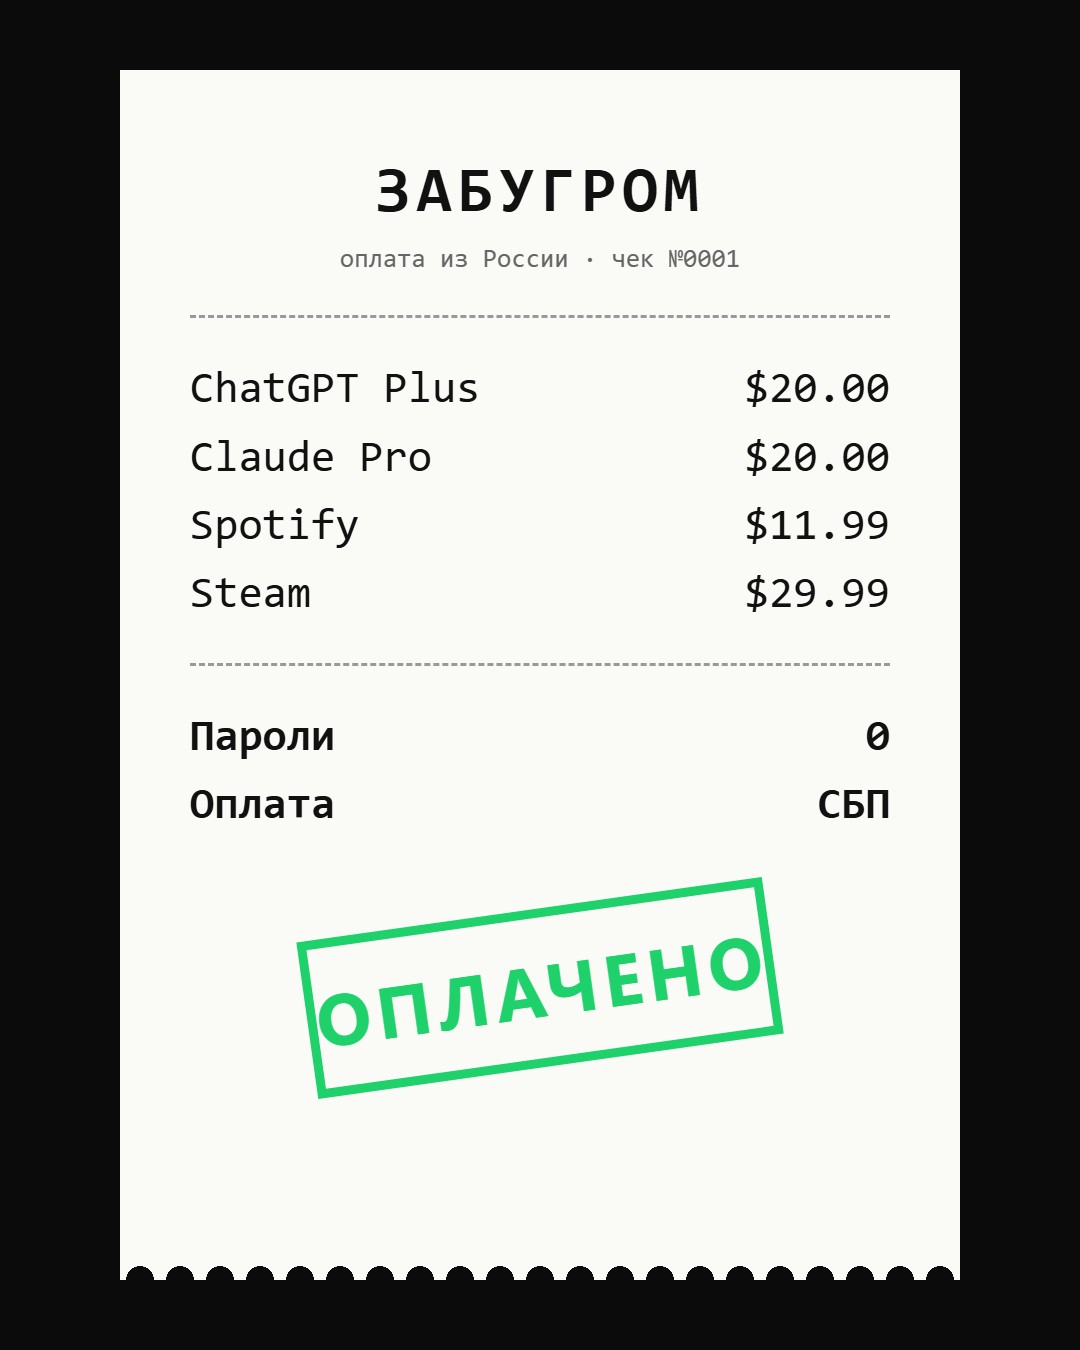 ЗАБУГРОМ
оплата из России · чек №0001
ChatGPT Plus $20.00
Claude Pro $20.00
Spotify $11.99
Steam $29.99
Пароли 0
Оплата СБП
ОПЛАЧЕНО